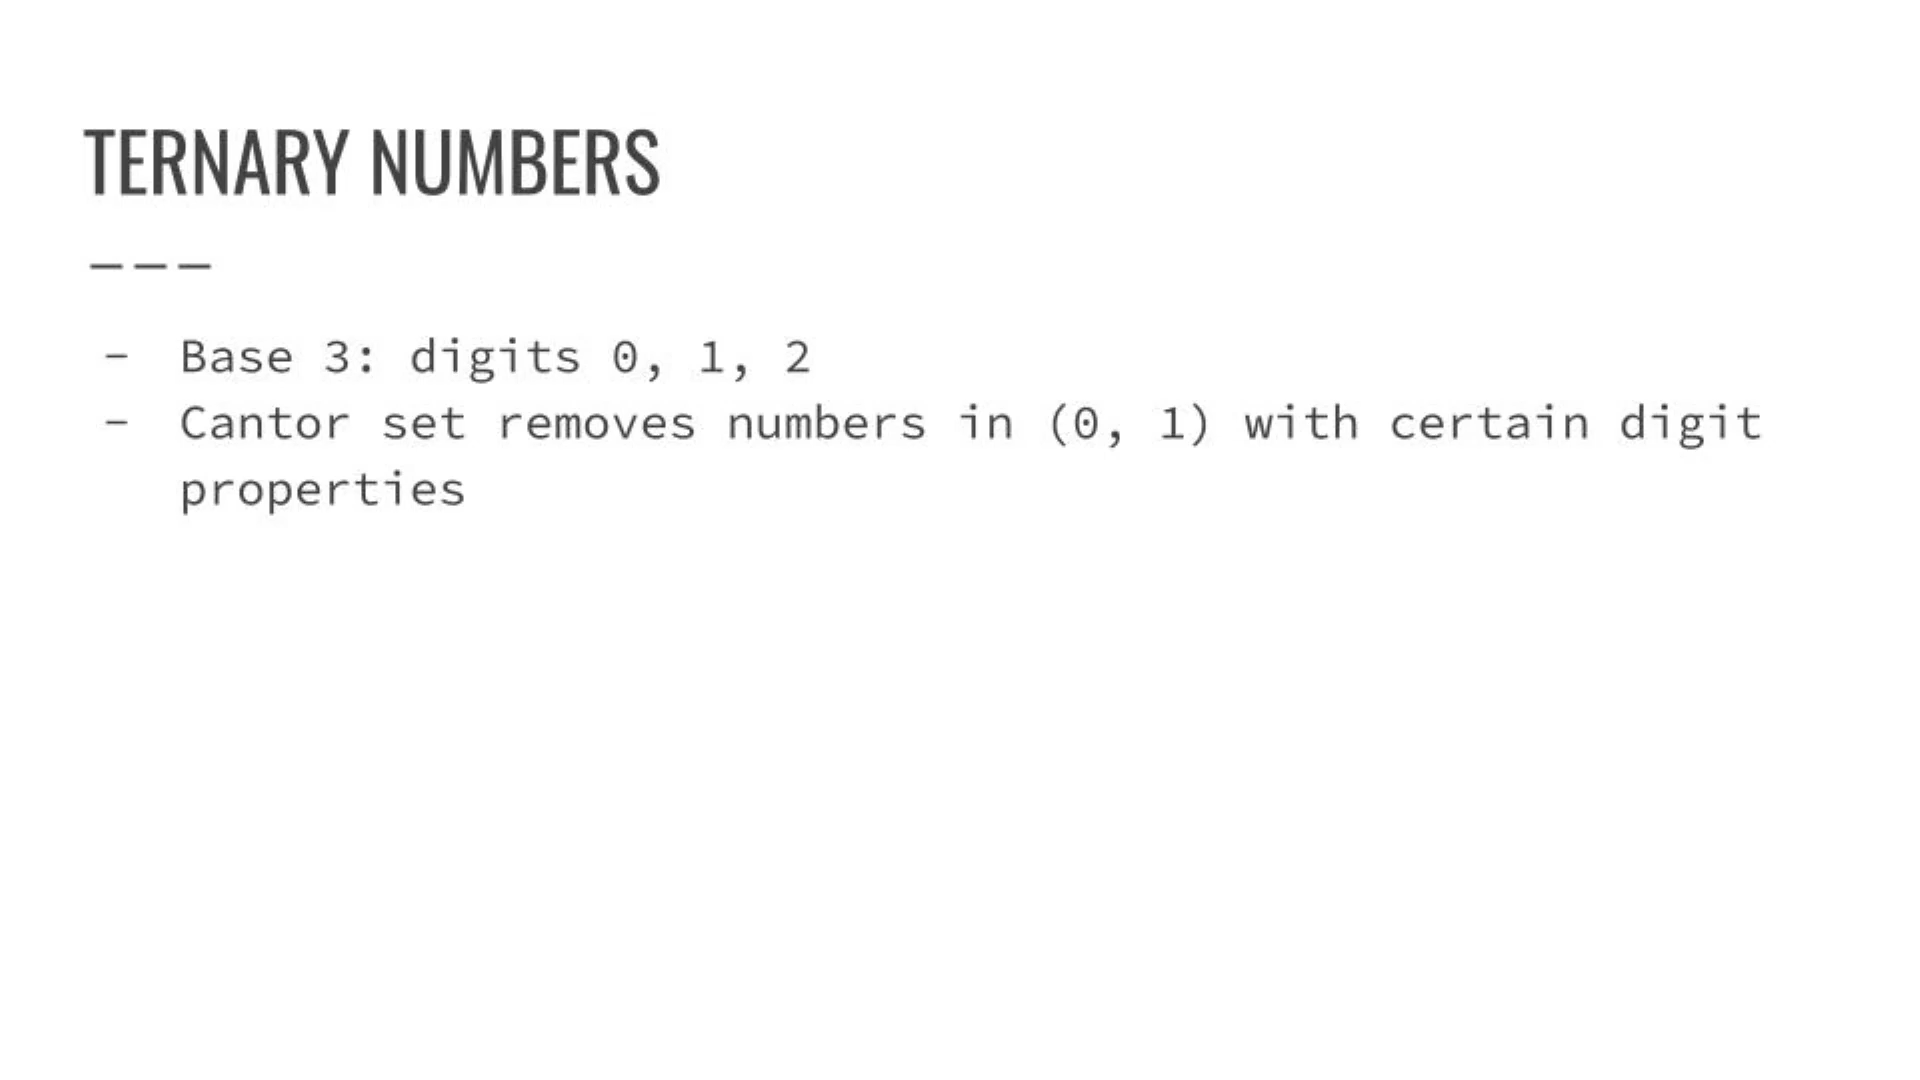 TERNARY NUMBERS
———
- Base 3: digits 0, 1, 2
- Cantor set removes numbers in (0, 1) with certain digit
properties